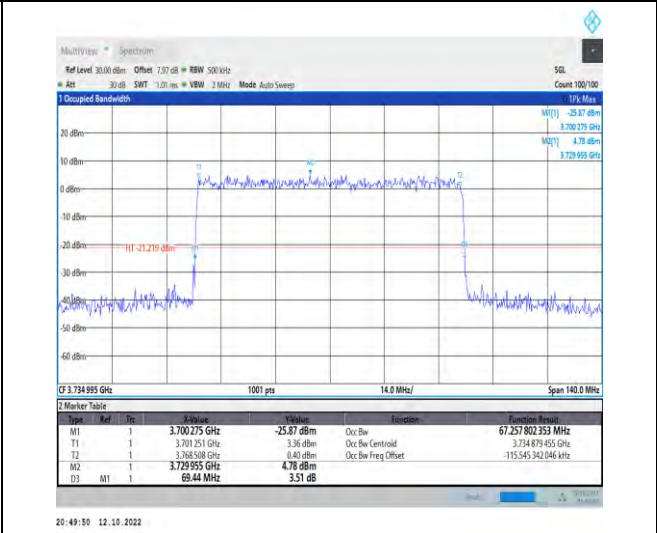 MultiView Spectrum
Ref Level 30.00 dBm Offset 7.97 dB RBW 500 kHz SGL
Att 30 dB SWT 1.01 ms VBW 2 MHz Mode Auto Sweep Count 100/100
1 Occupied Bandwidth 1Pk Max
M1[1] -25.87 dBm
3.700 275 GHz
M2[1] 4.78 dBm
3.729 955 GHz
20 dBm
10 dBm
T1 M2 T2
0 dBm
-10 dBm
-20 dBm
H1 -21.219 dBm
M1 D3
-30 dBm
-40 dBm
-50 dBm
-60 dBm
CF 3.734 995 GHz 1001 pts 14.0 MHz/ Span 140.0 MHz
2 Marker Table
Type Ref Trc X-Value Y-Value Function Function Result
M1 1 3.700 275 GHz -25.87 dBm Occ Bw 67.257 802 353 MHz
T1 1 3.701 251 GHz 3.36 dBm Occ Bw Centroid 3.734 879 455 GHz
T2 1 3.768 508 GHz 0.40 dBm Occ Bw Freq Offset -115.545 342 046 kHz
M2 1 3.729 955 GHz 4.78 dBm
D3 M1 1 69.44 MHz 3.51 dB
20:49:50 12.10.2022